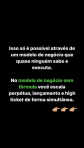 Isso só é possível através de
um modelo de negócio que
quase ninguém sabe e
executa.
No modelo de negócio sem
fórmula você escala
perpétuo, lançamento e high
ticket de forma simultânea.
👉🏼 👉🏼 👉🏼